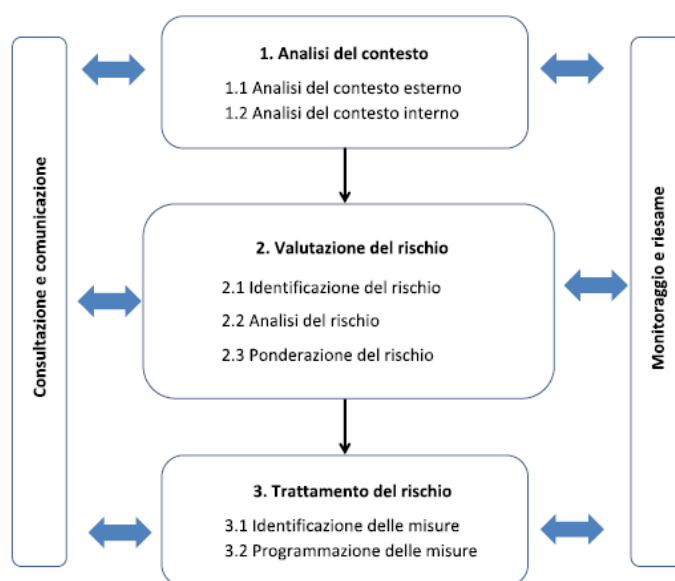 Consultazione e comunicazione
1. Analisi del contesto
1.1 Analisi del contesto esterno
1.2 Analisi del contesto interno
2. Valutazione del rischio
2.1 Identificazione del rischio
2.2 Analisi del rischio
2.3 Ponderazione del rischio
3. Trattamento del rischio
3.1 Identificazione delle misure
3.2 Programmazione delle misure
Monitoraggio e riesame